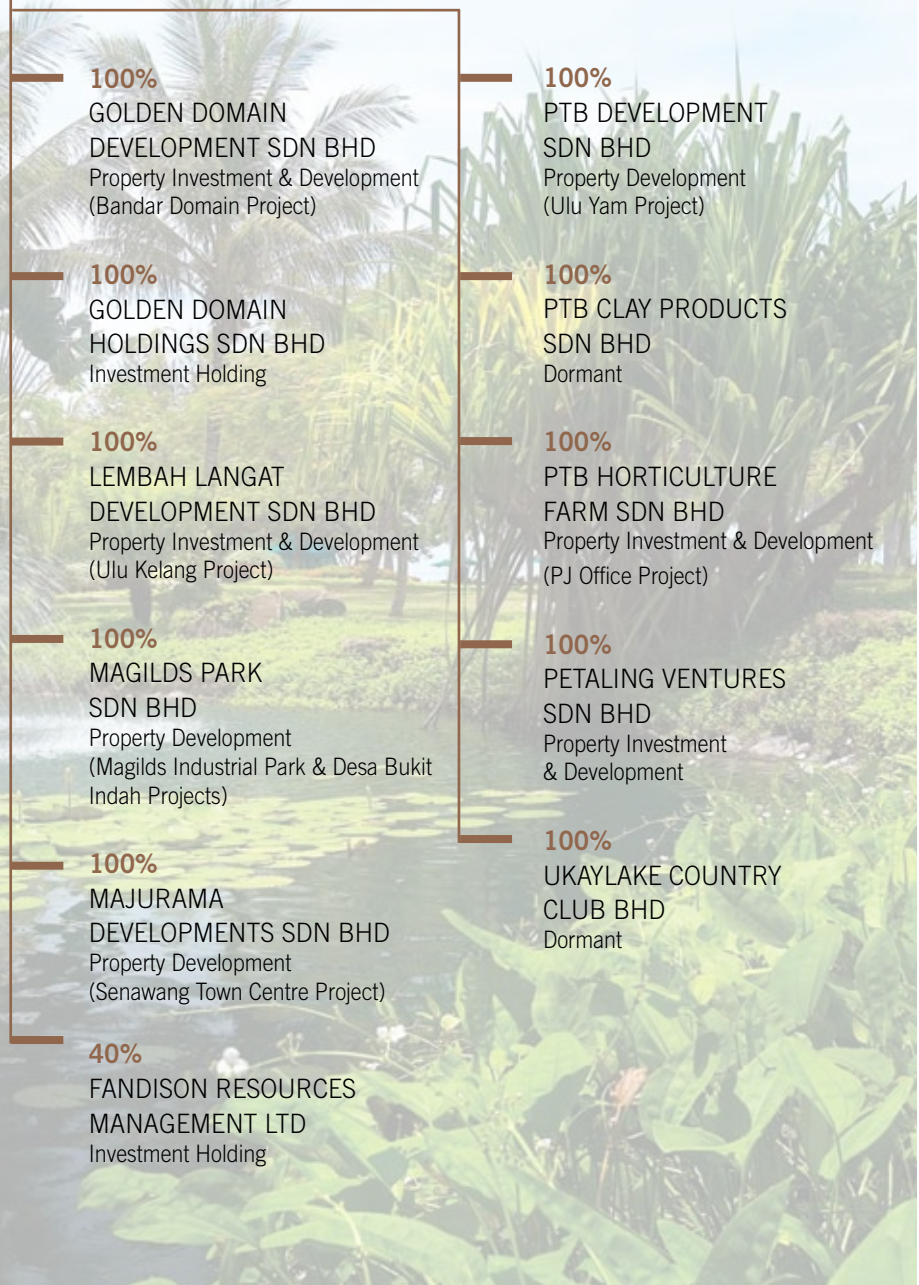 100%
GOLDEN DOMAIN
DEVELOPMENT SDN BHD
Property Investment & Development
(Bandar Domain Project)
100%
GOLDEN DOMAIN
HOLDINGS SDN BHD
Investment Holding
100%
LEMBAH LANGAT
DEVELOPMENT SDN BHD
Property Investment & Development
(Ulu Kelang Project)
100%
MAGILDS PARK
SDN BHD
Property Development
(Magilds Industrial Park & Desa Bukit
Indah Projects)
100%
MAJURAMA
DEVELOPMENTS SDN BHD
Property Development
(Senawang Town Centre Project)
40%
FANDISON RESOURCES
MANAGEMENT LTD
Investment Holding
100%
PTB DEVELOPMENT
SDN BHD
Property Development
(Ulu Yam Project)
100%
PTB CLAY PRODUCTS
SDN BHD
Dormant
100%
PTB HORTICULTURE
FARM SDN BHD
Property Investment & Development
(PJ Office Project)
100%
PETALING VENTURES
SDN BHD
Property Investment
& Development
100%
UKAYLAKE COUNTRY
CLUB BHD
Dormant